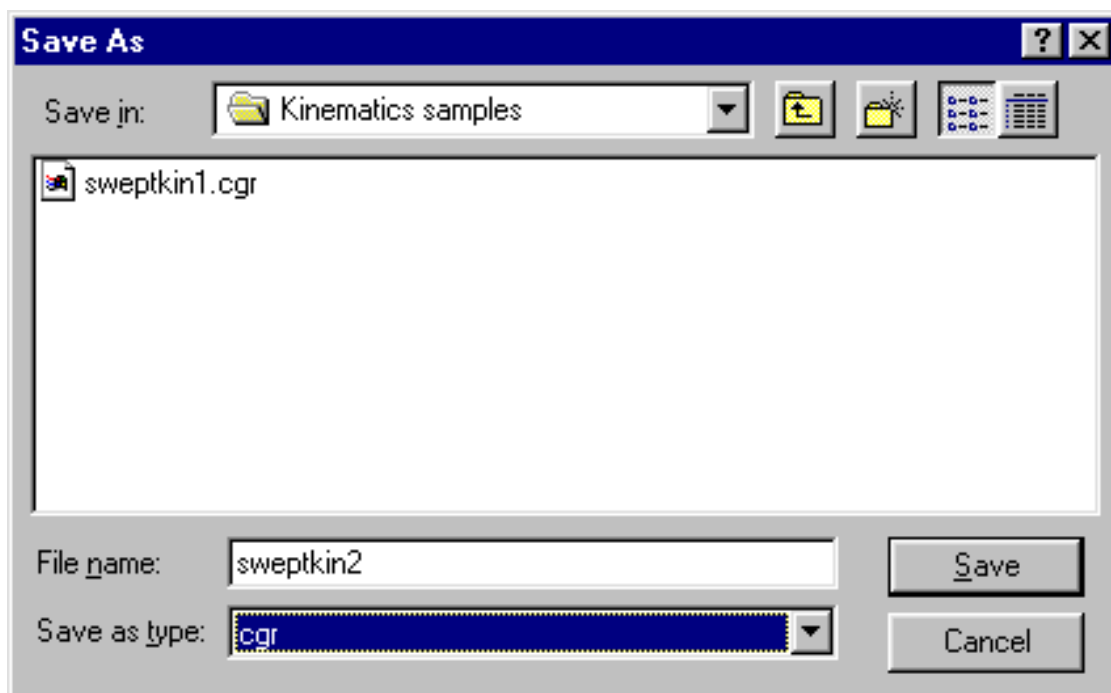 Save As
Save in: Kinematics samples
sweptkin1.cgr
File name: sweptkin2 Save
Save as type: cgr Cancel